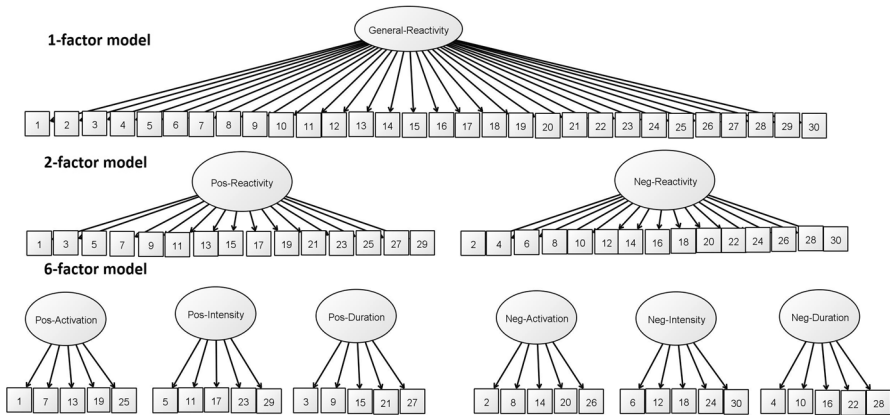 General-Reactivity
1-factor model
1 2 3 4 5 6 7 8 9 10 11 12 13 14 15 16 17 18 19 20 21 22 23 24 25 26 27 28 29 30
2-factor model
Pos-Reactivity Neg-Reactivity
1 3 5 7 9 11 13 15 17 19 21 23 25 27 29 2 4 6 8 10 12 14 16 18 20 22 24 26 28 30
6-factor model
Pos-Activation Pos-Intensity Pos-Duration Neg-Activation Neg-Intensity Neg-Duration
1 7 13 19 25 5 11 17 23 29 3 9 15 21 27 2 8 14 20 26 6 12 18 24 30 4 10 16 22 28